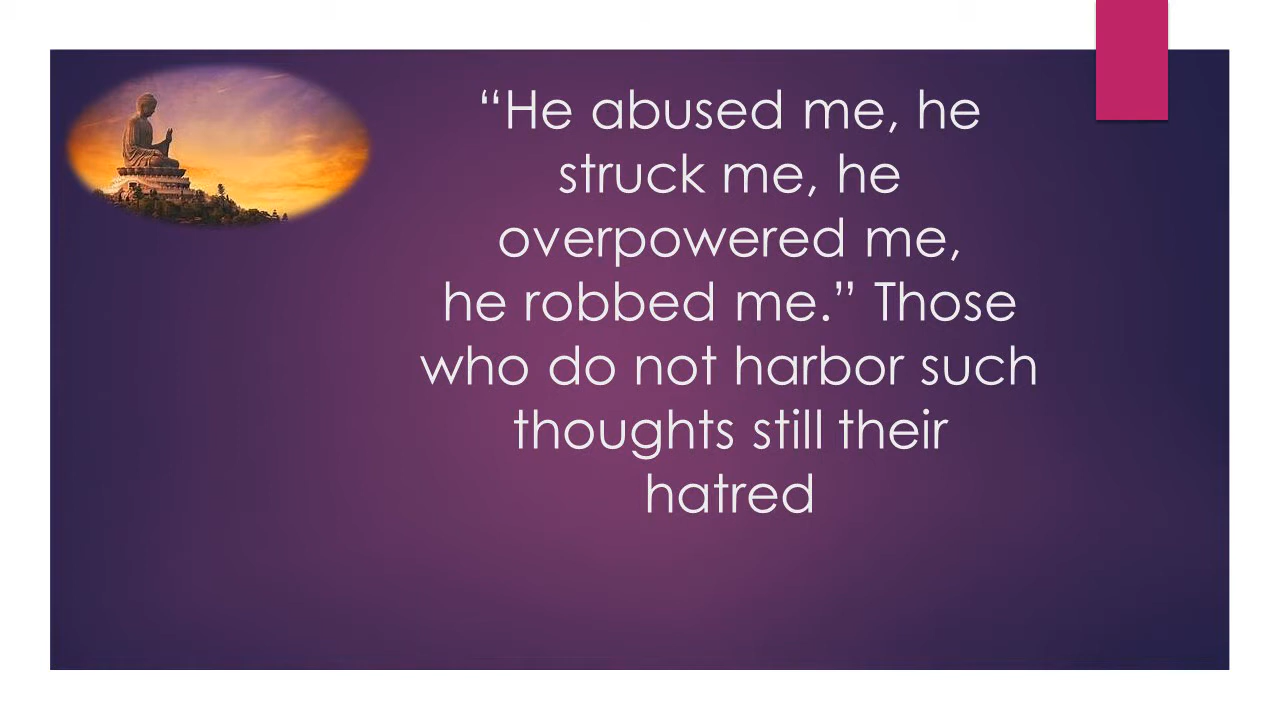 “He abused me, he
struck me, he
overpowered me,
he robbed me.” Those
who do not harbor such
thoughts still their
hatred